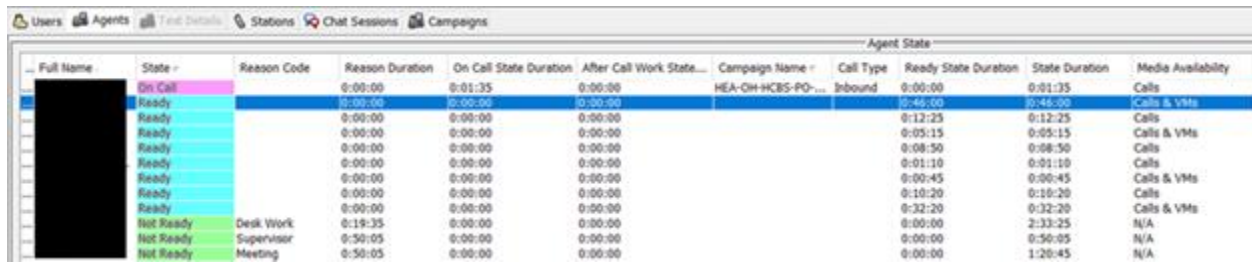 Users Agents Text Details Stations Chat Sessions Campaigns
Agent State
... Full Name State Reason Code Reason Duration On Call State Duration After Call Work State... Campaign Name Call Type Ready State Duration State Duration Media Availability
On Call 0:00:00 0:01:35 0:00:00 HEA-OH-HCBS-PO-... Inbound 0:00:00 0:01:35 Calls
Ready 0:00:00 0:00:00 0:00:00 0:46:00 0:46:00 Calls & VMs
Ready 0:00:00 0:00:00 0:00:00 0:12:25 0:12:25 Calls
Ready 0:00:00 0:00:00 0:00:00 0:05:15 0:05:15 Calls & VMs
Ready 0:00:00 0:00:00 0:00:00 0:08:50 0:08:50 Calls
Ready 0:00:00 0:00:00 0:00:00 0:01:10 0:01:10 Calls
Ready 0:00:00 0:00:00 0:00:00 0:00:45 0:00:45 Calls & VMs
Ready 0:00:00 0:00:00 0:00:00 0:10:20 0:10:20 Calls
Ready 0:00:00 0:00:00 0:00:00 0:32:20 0:32:20 Calls & VMs
Not Ready Desk Work 0:19:35 0:00:00 0:00:00 0:00:00 2:33:25 N/A
Not Ready Supervisor 0:50:05 0:00:00 0:00:00 0:00:00 0:50:05 N/A
Not Ready Meeting 0:50:05 0:00:00 0:00:00 0:00:00 1:20:45 N/A